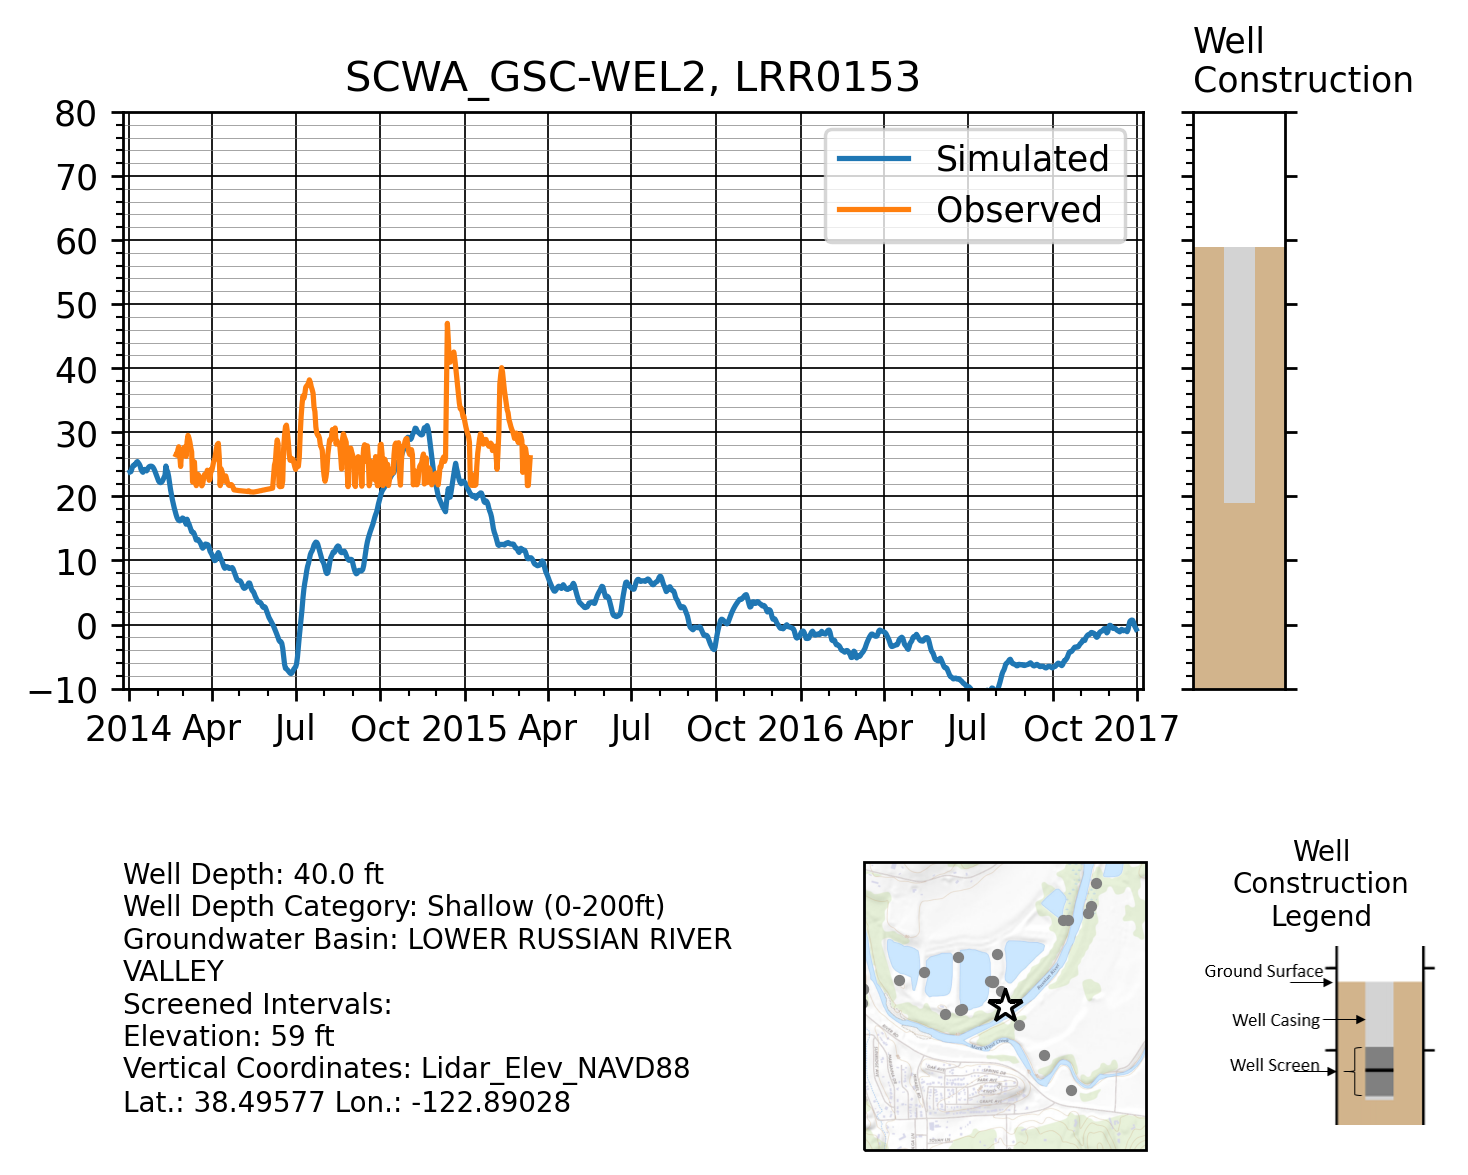 Well
Construction
SCWA_GSC-WEL2, LRR0153
80
70
60
50
40
30
20
10
0
−10
Simulated
Observed
2014 Apr Jul Oct 2015 Apr Jul Oct 2016 Apr Jul Oct 2017
Well Depth: 40.0 ft
Well Depth Category: Shallow (0-200ft)
Groundwater Basin: LOWER RUSSIAN RIVER
VALLEY
Screened Intervals:
Elevation: 59 ft
Vertical Coordinates: Lidar_Elev_NAVD88
Lat.: 38.49577 Lon.: -122.89028
Well
Construction
Legend
Ground Surface
Well Casing
Well Screen